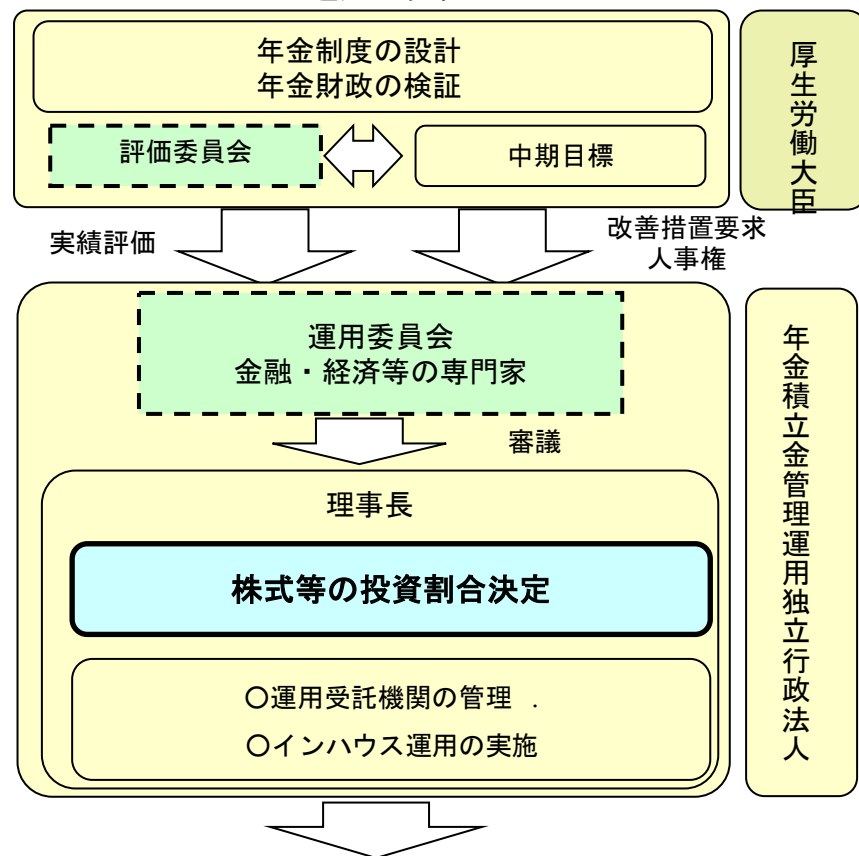 年金制度の設計
年金財政の検証
評価委員会
中期目標
厚生労働大臣
実績評価
改善措置要求
人事権
運用委員会
金融・経済等の専門家
審議
理事長
株式等の投資割合決定
〇運用受託機関の管理 .
〇インハウス運用の実施
年金積立金管理運用独立行政法人